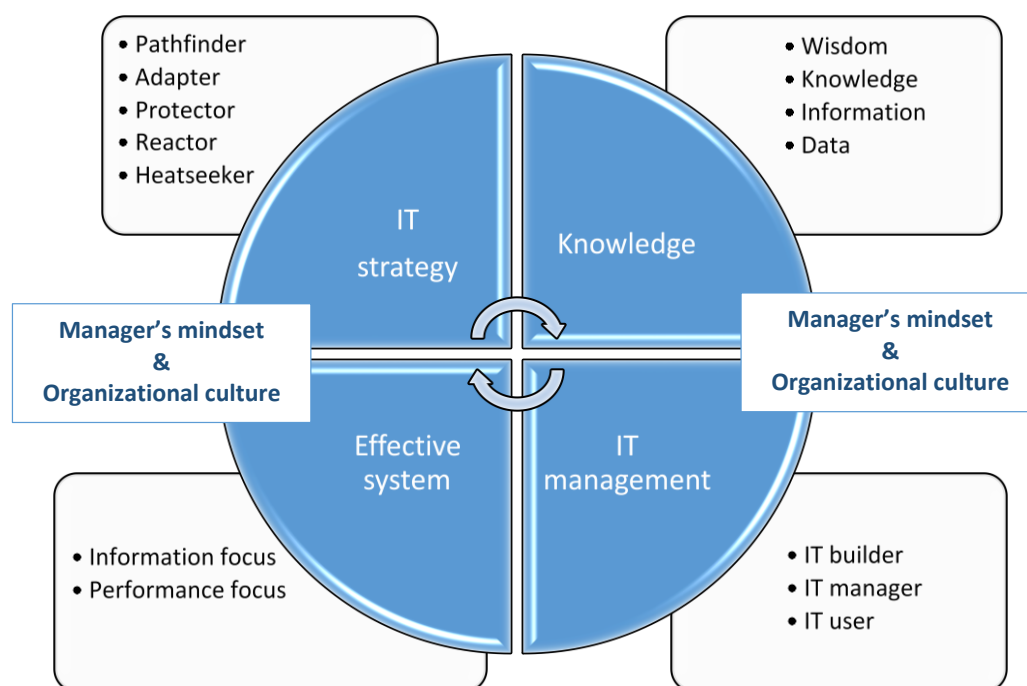 • Pathfinder
• Adapter
• Protector
• Reactor
• Heatseeker
• Wisdom
• Knowledge
• Information
• Data
IT
strategy
Knowledge
Manager’s mindset
&
Organizational culture
Manager’s mindset
&
Organizational culture
Effective
system
IT
management
• Information focus
• Performance focus
• IT builder
• IT manager
• IT user